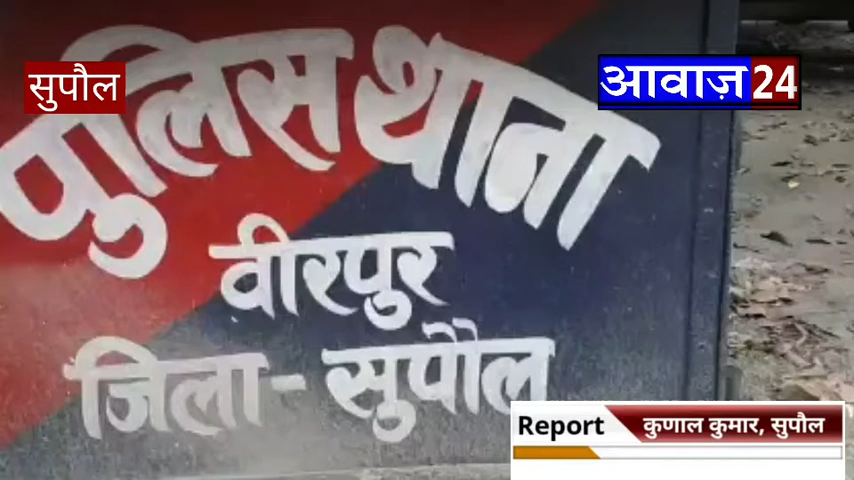 सुपौल
आवाज़ 24
पुलिस थाना
वीरपुर
जिला-सुपौल
Report कुणाल कुमार, सुपौल